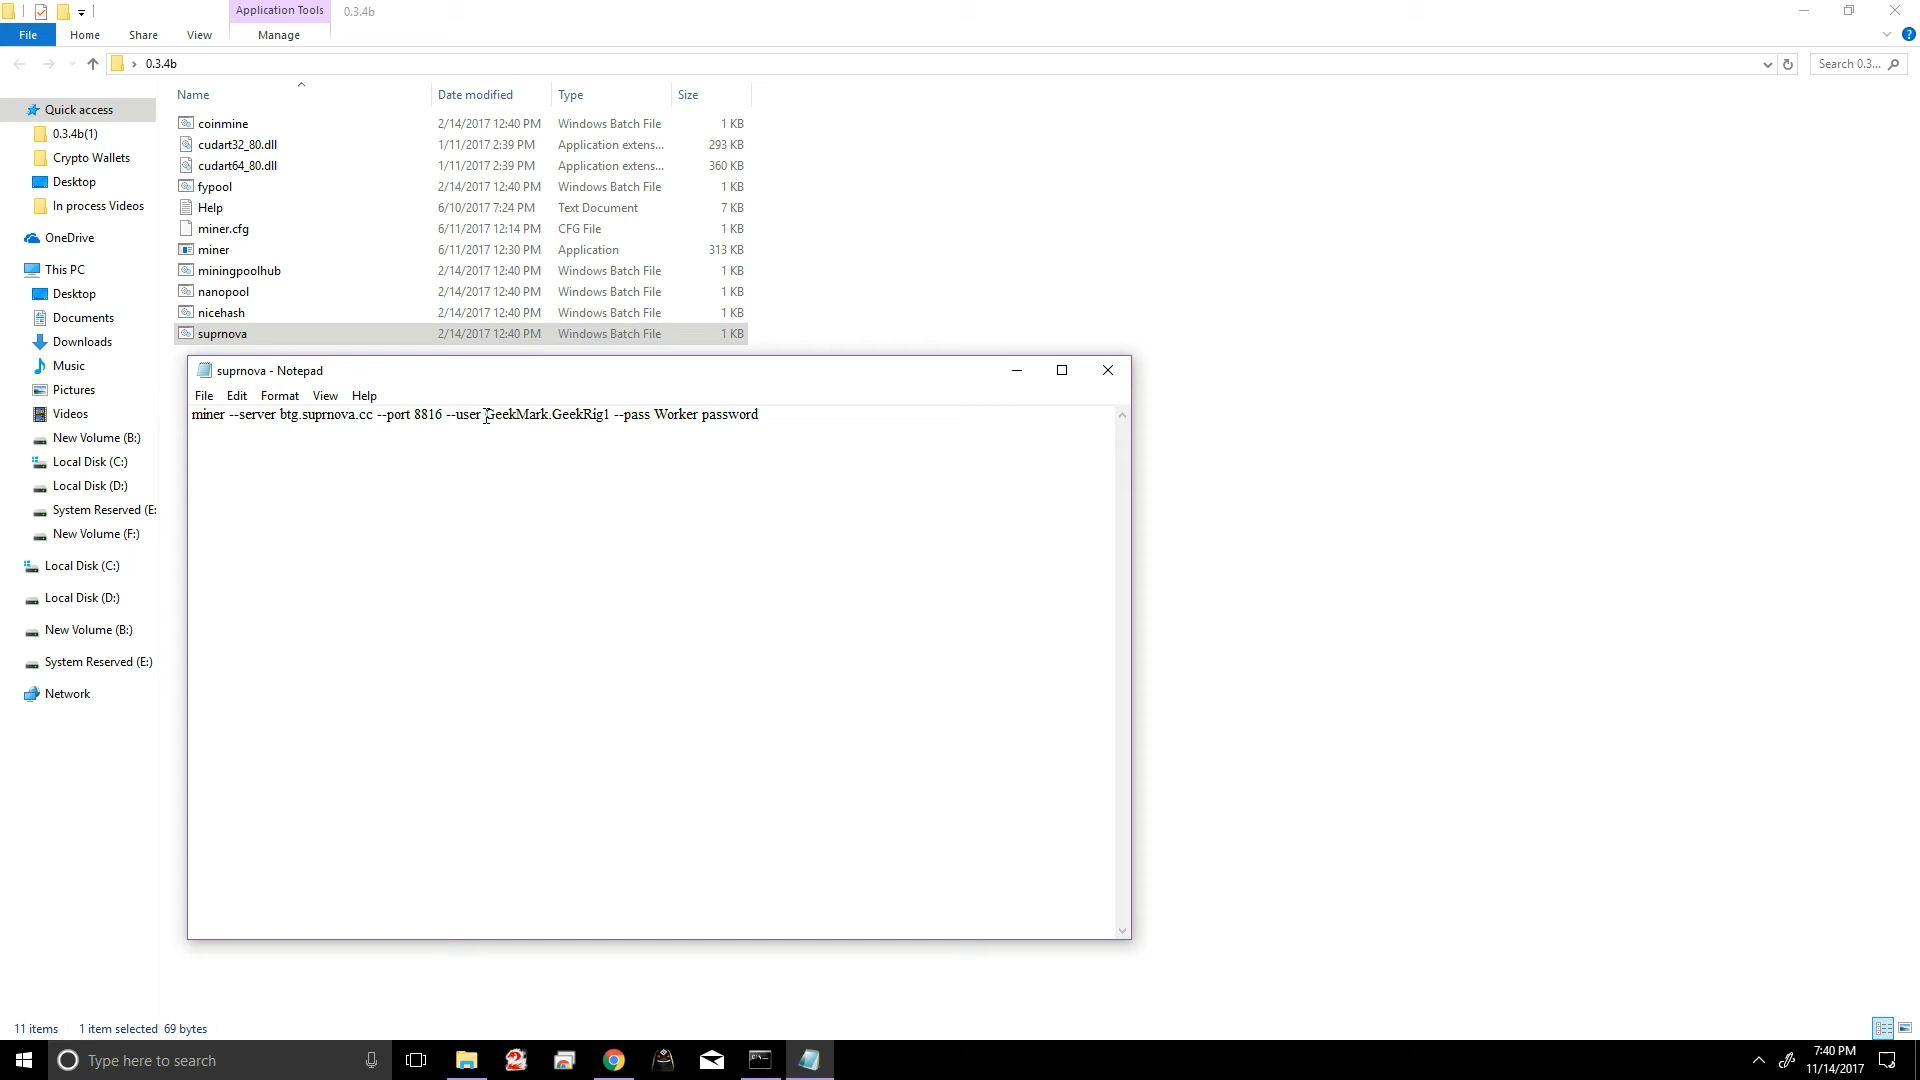 Application Tools
0.3.4b
File Home Share View Manage
0.3.4b
Search 0.3...
Name Date modified Type Size
coinmine 2/14/2017 12:40 PM Windows Batch File 1 KB
cudart32_80.dll 1/11/2017 2:39 PM Application extens... 293 KB
cudart64_80.dll 1/11/2017 2:39 PM Application extens... 360 KB
fypool 2/14/2017 12:40 PM Windows Batch File 1 KB
Help 6/10/2017 7:24 PM Text Document 7 KB
miner.cfg 6/11/2017 12:14 PM CFG File 1 KB
miner 6/11/2017 12:30 PM Application 313 KB
miningpoolhub 2/14/2017 12:40 PM Windows Batch File 1 KB
nanopool 2/14/2017 12:40 PM Windows Batch File 1 KB
nicehash 2/14/2017 12:40 PM Windows Batch File 1 KB
suprnova 2/14/2017 12:40 PM Windows Batch File 1 KB
Quick access
0.3.4b(1)
Crypto Wallets
Desktop
In process Videos
OneDrive
This PC
Desktop
Documents
Downloads
Music
Pictures
Videos
New Volume (B:)
Local Disk (C:)
Local Disk (D:)
System Reserved (E:
New Volume (F:)
Local Disk (C:)
Local Disk (D:)
New Volume (B:)
System Reserved (E:)
Network
suprnova - Notepad
File Edit Format View Help
miner --server btg.suprnova.cc --port 8816 --user GeekMark.GeekRig1 --pass Worker password
11 items 1 item selected 69 bytes
Type here to search
7:40 PM
11/14/2017